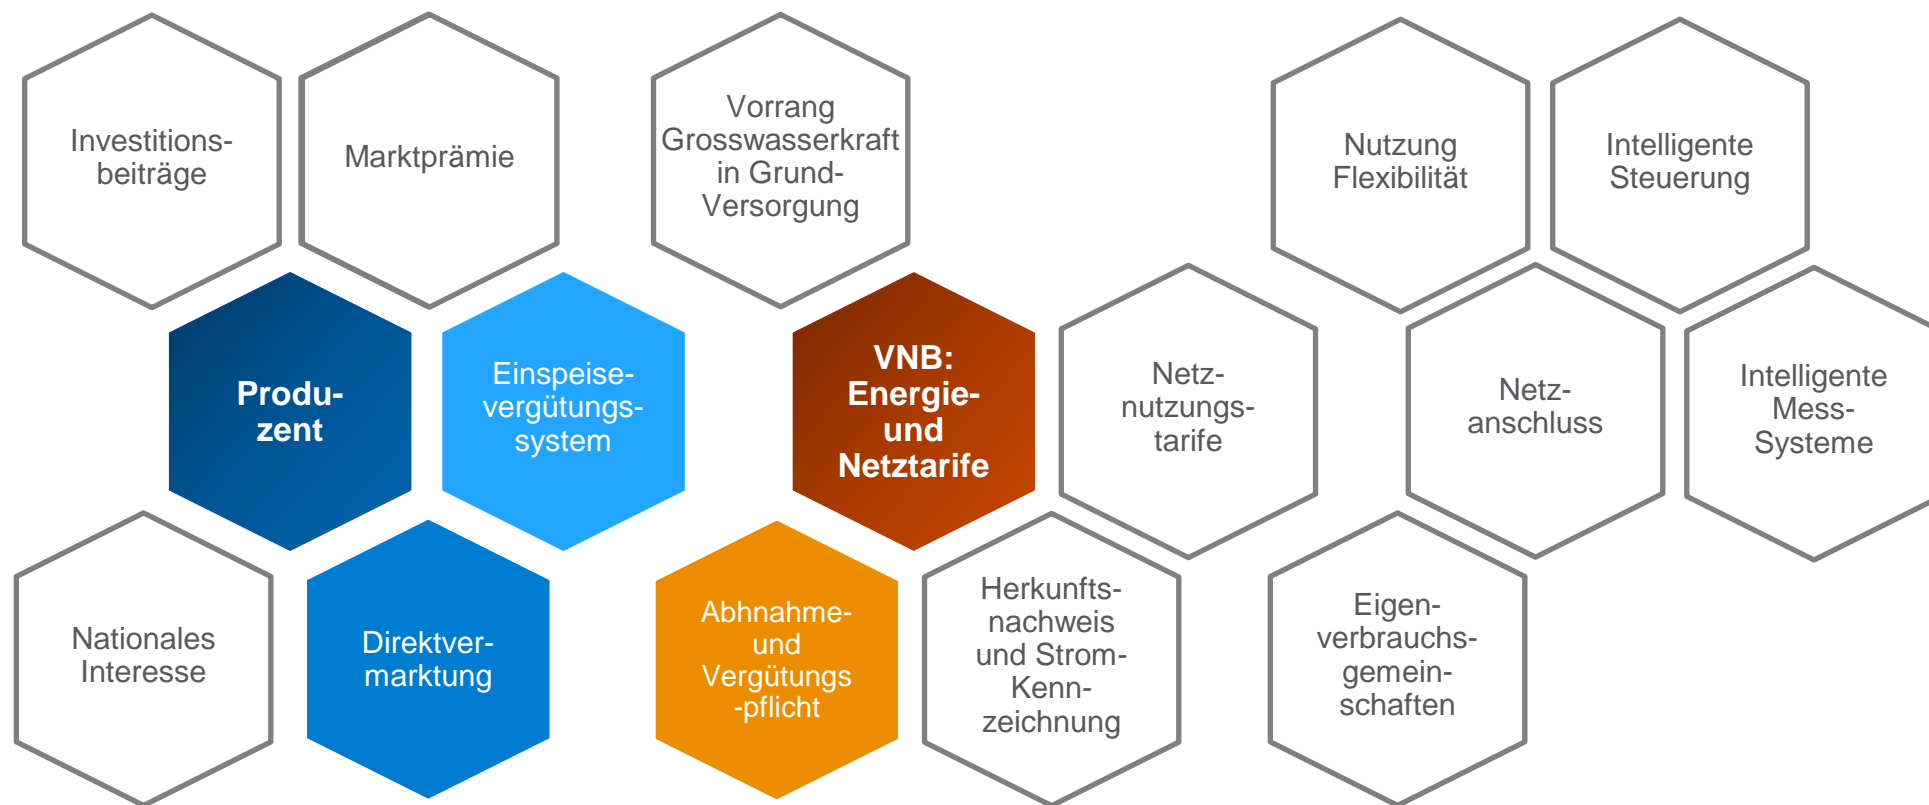 Investitions-
beiträge
Marktprämie
Vorrang
Grosswasserkraft
in Grund-
Versorgung
Nutzung
Flexibilität
Intelligente
Steuerung
Produ-
zent
Einspeise-
vergütungs-
system
VNB:
Energie-
und
Netztarife
Netz-
nutzungs-
tarife
Netz-
anschluss
Intelligente
Mess-
Systeme
Nationales
Interesse
Direktver-
marktung
Abhnahme-
und
Vergütungs
-pflicht
Herkunfts-
nachweis
und Strom-
Kenn-
zeichnung
Eigen-
verbrauchs-
gemein-
schaften